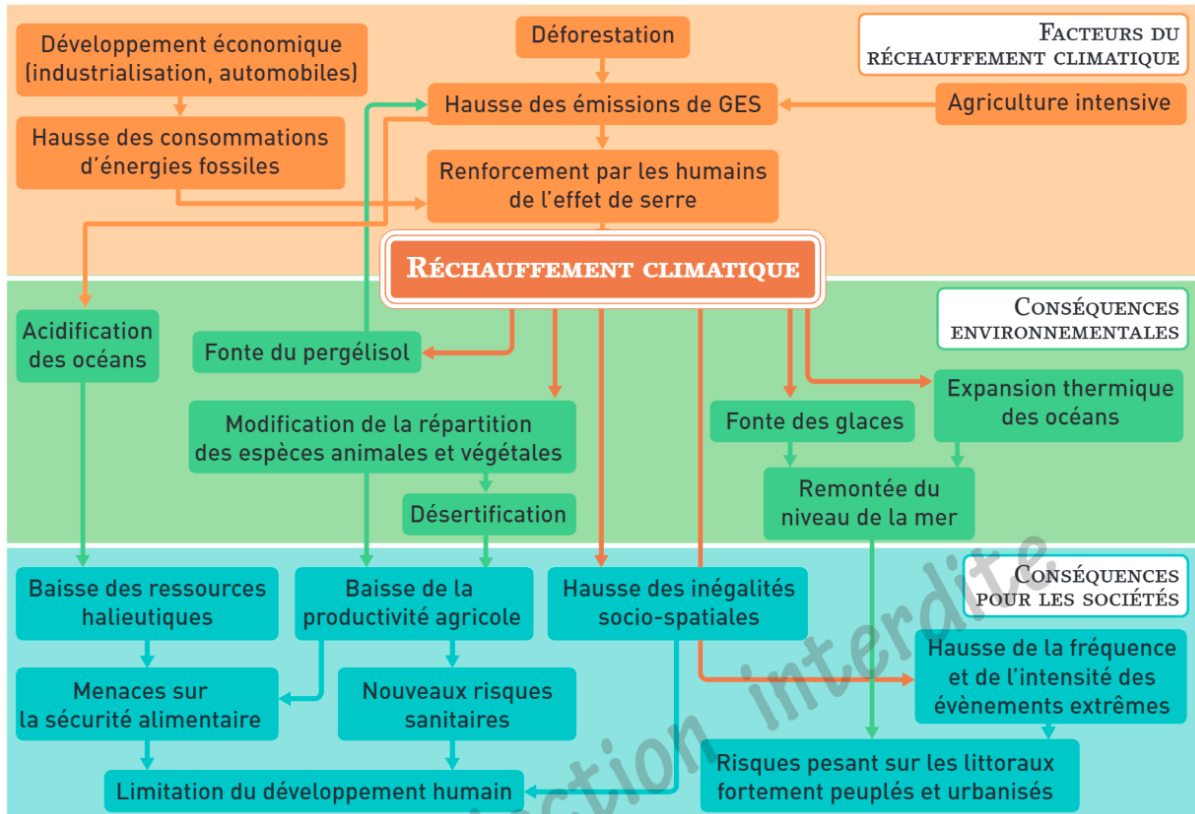 Développement économique
(industrialisation, automobiles)
Déforestation
FACTEURS DU
RÉCHAUFFEMENT CLIMATIQUE
Hausse des émissions de GES
Agriculture intensive
Hausse des consommations
d'énergies fossiles
Renforcement par les humains
de l'effet de serre
RÉCHAUFFEMENT CLIMATIQUE
CONSÉQUENCES
ENVIRONNEMENTALES
Acidification
des océans
Fonte du pergélisol
Modification de la répartition
des espèces animales et végétales
Fonte des glaces
Expansion thermique
des océans
Désertification
Remontée du
niveau de la mer
CONSÉQUENCES
POUR LES SOCIÉTÉS
Baisse des ressources
halieutiques
Baisse de la
productivité agricole
Hausse des inégalités
socio-spatiales
Hausse de la fréquence
et de l'intensité des
évènements extrêmes
Menaces sur
la sécurité alimentaire
Nouveaux risques
sanitaires
Limitation du développement humain
Risques pesant sur les littoraux
fortement peuplés et urbanisés
interdite